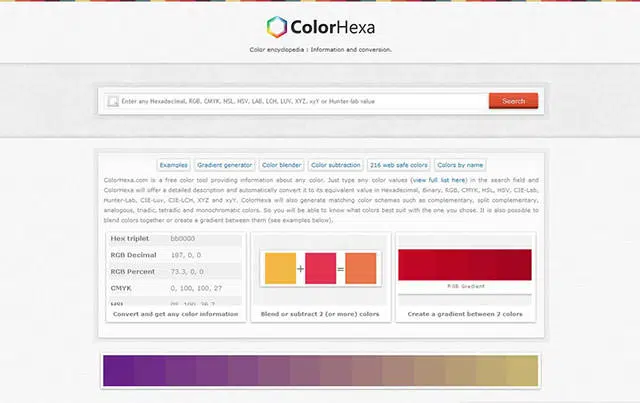 ColorHexa
Color encyclopedia : Information and conversion.
Enter any Hexadecimal, RGB, CMYK, HSL, HSV, LAB, LCH, LUV, XYZ, xyY or Hunter-lab value
Search
Examples
Gradient generator
Color blender
Color subtraction
216 web safe colors
Colors by name
ColorHexa.com is a free color tool providing information about any color. Just type any color values (view full list here) in the search field and
ColorHexa will offer a detailed description and automatically convert it to its equivalent value in Hexadecimal, Binary, RGB, CMYK, HSL, HSV, CIE-Lab,
Hunter-Lab, CIE-Luv, CIE-LCH, XYZ and xyY. ColorHexa will also generate matching color schemes such as complementary, split complementary,
analogous, triadic, tetradic and monochromatic colors. So you will be able to know what colors best suit with the one you chose. It is also possible to
blend colors together or create a gradient between them (see examples below).
Hex triplet bb0000
RGB Decimal 187, 0, 0
RGB Percent 73.3, 0, 0
CMYK 0, 100, 100, 27
HSL
Convert and get any color information
+
=
Blend or subtract 2 (or more) colors
RGB Gradient
Create a gradient between 2 colors